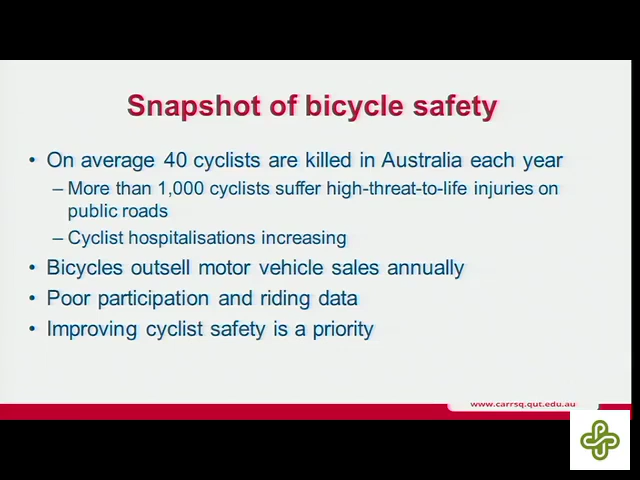 Snapshot of bicycle safety
• On average 40 cyclists are killed in Australia each year
– More than 1,000 cyclists suffer high-threat-to-life injuries on
public roads
– Cyclist hospitalisations increasing
• Bicycles outsell motor vehicle sales annually
• Poor participation and riding data
• Improving cyclist safety is a priority
www.carrsq.qut.edu.au